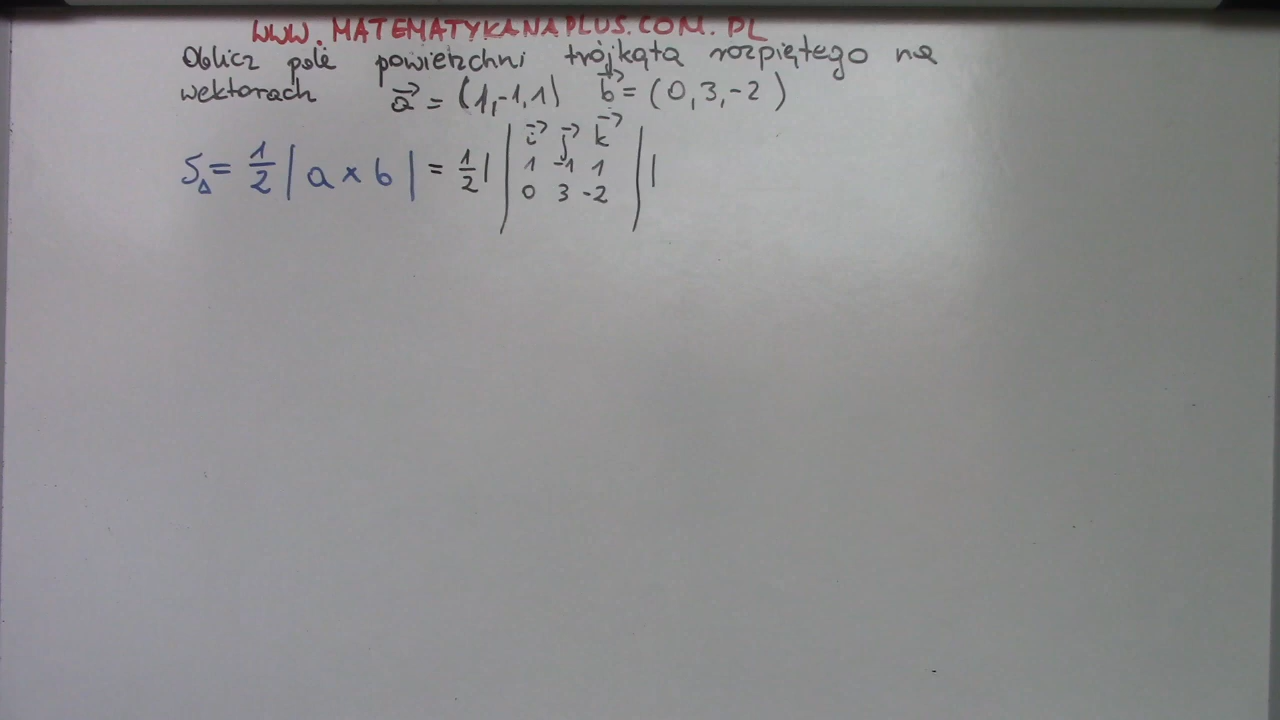 WWW.MATEMATYKANAPLUS.COM.PL
Oblicz pole powierzchni trójkąta rozpiętego na
wektorach a⃗ = (1,-1,1) b⃗ = (0,3,-2)
S△ = 1/2 | a × b | = 1/2 | | i⃗ j⃗ k⃗ | |
1 -1 1
0 3 -2